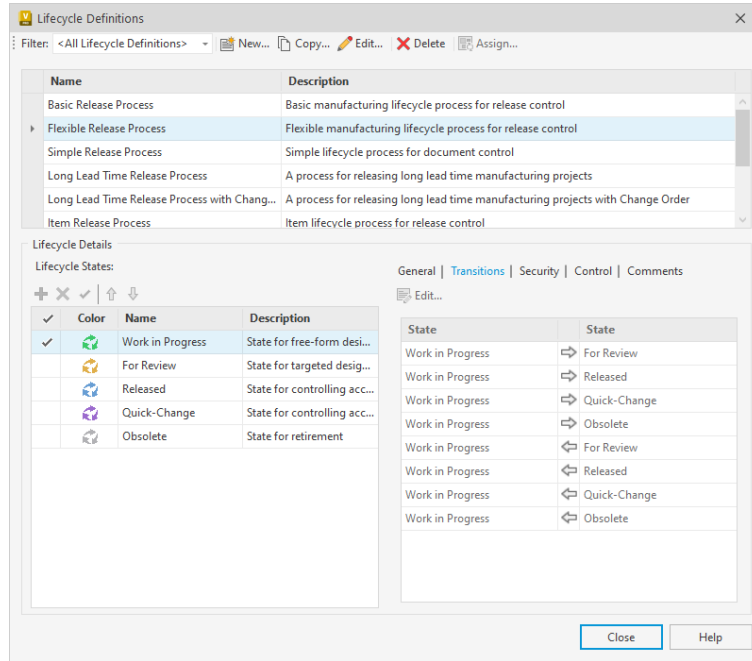 Lifecycle Definitions
Filter: <All Lifecycle Definitions> New... Copy... Edit... Delete Assign...
Name Description
Basic Release Process Basic manufacturing lifecycle process for release control
Flexible Release Process Flexible manufacturing lifecycle process for release control
Simple Release Process Simple lifecycle process for document control
Long Lead Time Release Process A process for releasing long lead time manufacturing projects
Long Lead Time Release Process with Chang... A process for releasing long lead time manufacturing projects with Change Order
Item Release Process Item lifecycle process for release control
Lifecycle Details
Lifecycle States:
Color Name Description
Work in Progress State for free-form desi...
For Review State for targeted desig...
Released State for controlling acc...
Quick-Change State for controlling acc...
Obsolete State for retirement
General | Transitions | Security | Control | Comments
Edit...
State State
Work in Progress For Review
Work in Progress Released
Work in Progress Quick-Change
Work in Progress Obsolete
Work in Progress For Review
Work in Progress Released
Work in Progress Quick-Change
Work in Progress Obsolete
Close Help